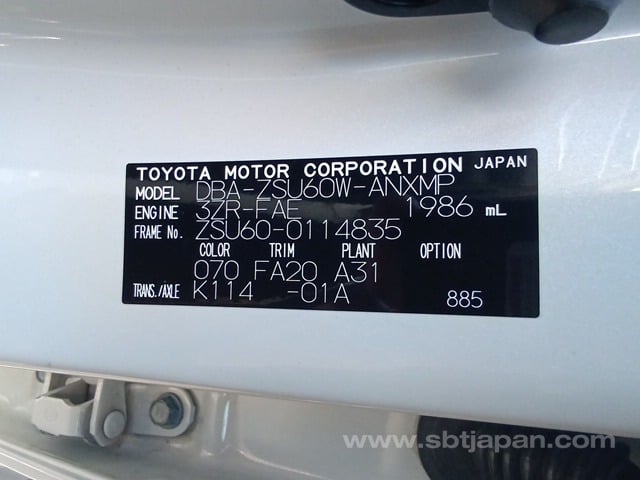 TOYOTA MOTOR CORPORATION JAPAN
MODEL DBA-ZSU60W-ANXMP
ENGINE 3ZR-FAE 1986 mL
FRAME No. ZSU60-0114835
COLOR TRIM PLANT OPTION
070 FA20 A31
TRANS./AXLE K114 -01A 885
www.sbtjapan.com